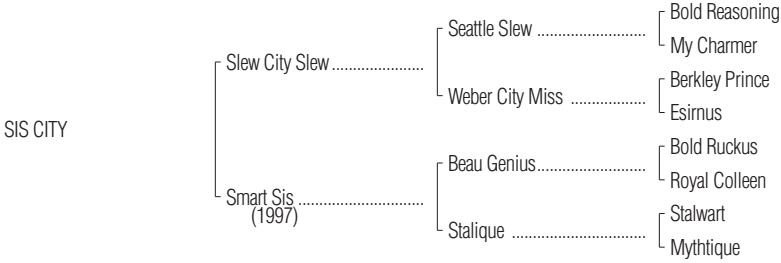 Bold Reasoning
Seattle Slew ..........................
My Charmer
Slew City Slew ......................
Berkley Prince
Weber City Miss ..................
Esirnus
SIS CITY
Bold Ruckus
Beau Genius ..........................
Royal Colleen
Smart Sis ..............................
(1997)
Stalwart
Stalique ................................
Mythtique